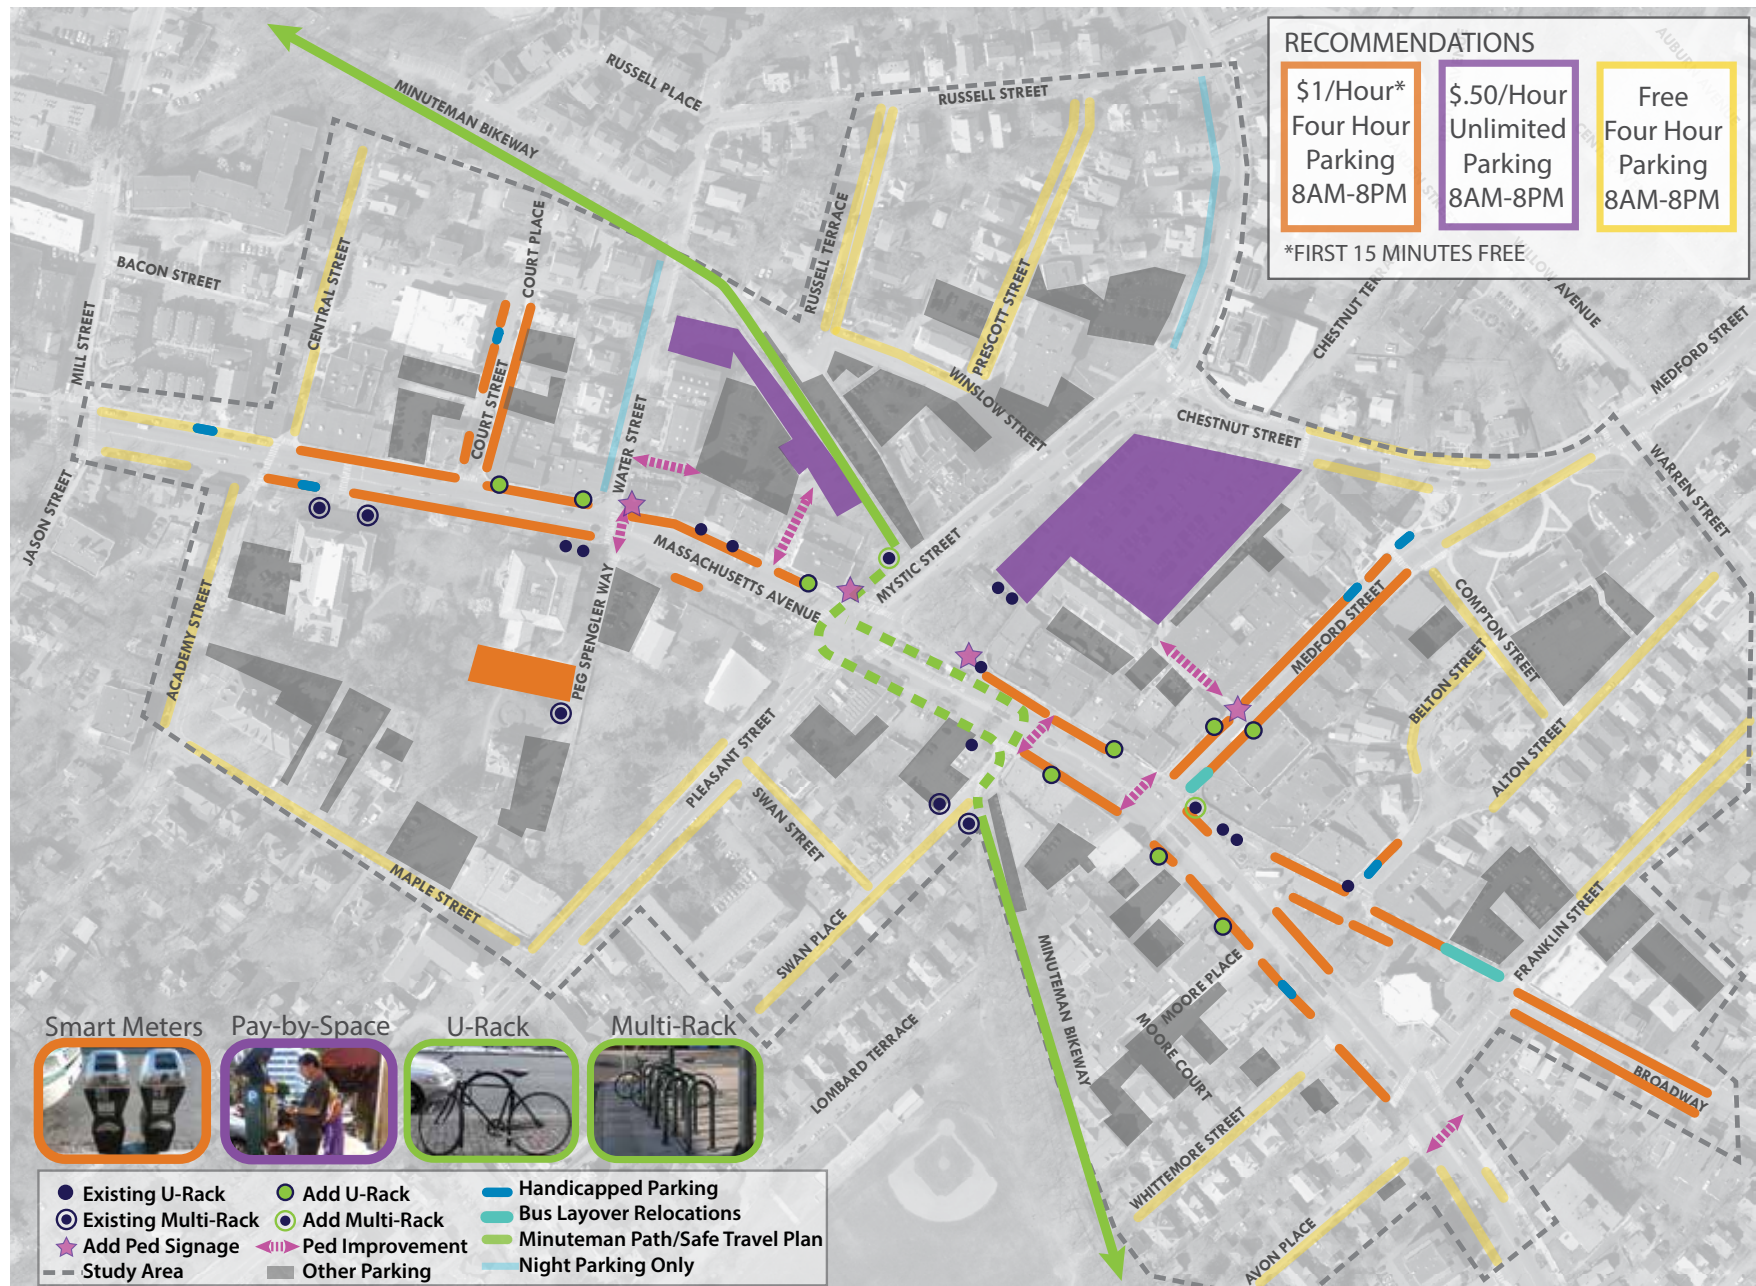 RECOMMENDATIONS
$1/Hour*
Four Hour
Parking
8AM-8PM
$.50/Hour
Unlimited
Parking
8AM-8PM
Free
Four Hour
Parking
8AM-8PM
*FIRST 15 MINUTES FREE
AUBURN AVENUE
WILLOW AVENUE
CHESTNUT TERR
MEDFORD STREET
RUSSELL PLACE
MINUTEMAN BIKEWAY
RUSSELL STREET
BACON STREET
COURT PLACE
CENTRAL STREET
RUSSELL TERRACE
MILL STREET
PRESCOTT STREET
WINSLOW STREET
COURT STREET
WATER STREET
CHESTNUT STREET
WARREN STREET
JASON STREET
MASSACHUSETTS AVENUE
MYSTIC STREET
ACADEMY STREET
PEG SPENGLER WAY
MEDFORD STREET
COMPTON STREET
BELTON STREET
ALTON STREET
PLEASANT STREET
SWAN STREET
MAPLE STREET
SWAN PLACE
FRANKLIN STREET
MINUTEMAN BIKEWAY
MOORE PLACE
MOORE COURT
LOMBARD TERRACE
BROADWAY
WHITTEMORE STREET
AVON PLACE
Smart Meters
Pay-by-Space
U-Rack
Multi-Rack
Existing U-Rack
Existing Multi-Rack
Add Ped Signage
Study Area
Add U-Rack
Add Multi-Rack
Ped Improvement
Other Parking
Handicapped Parking
Bus Layover Relocations
Minuteman Path/Safe Travel Plan
Night Parking Only